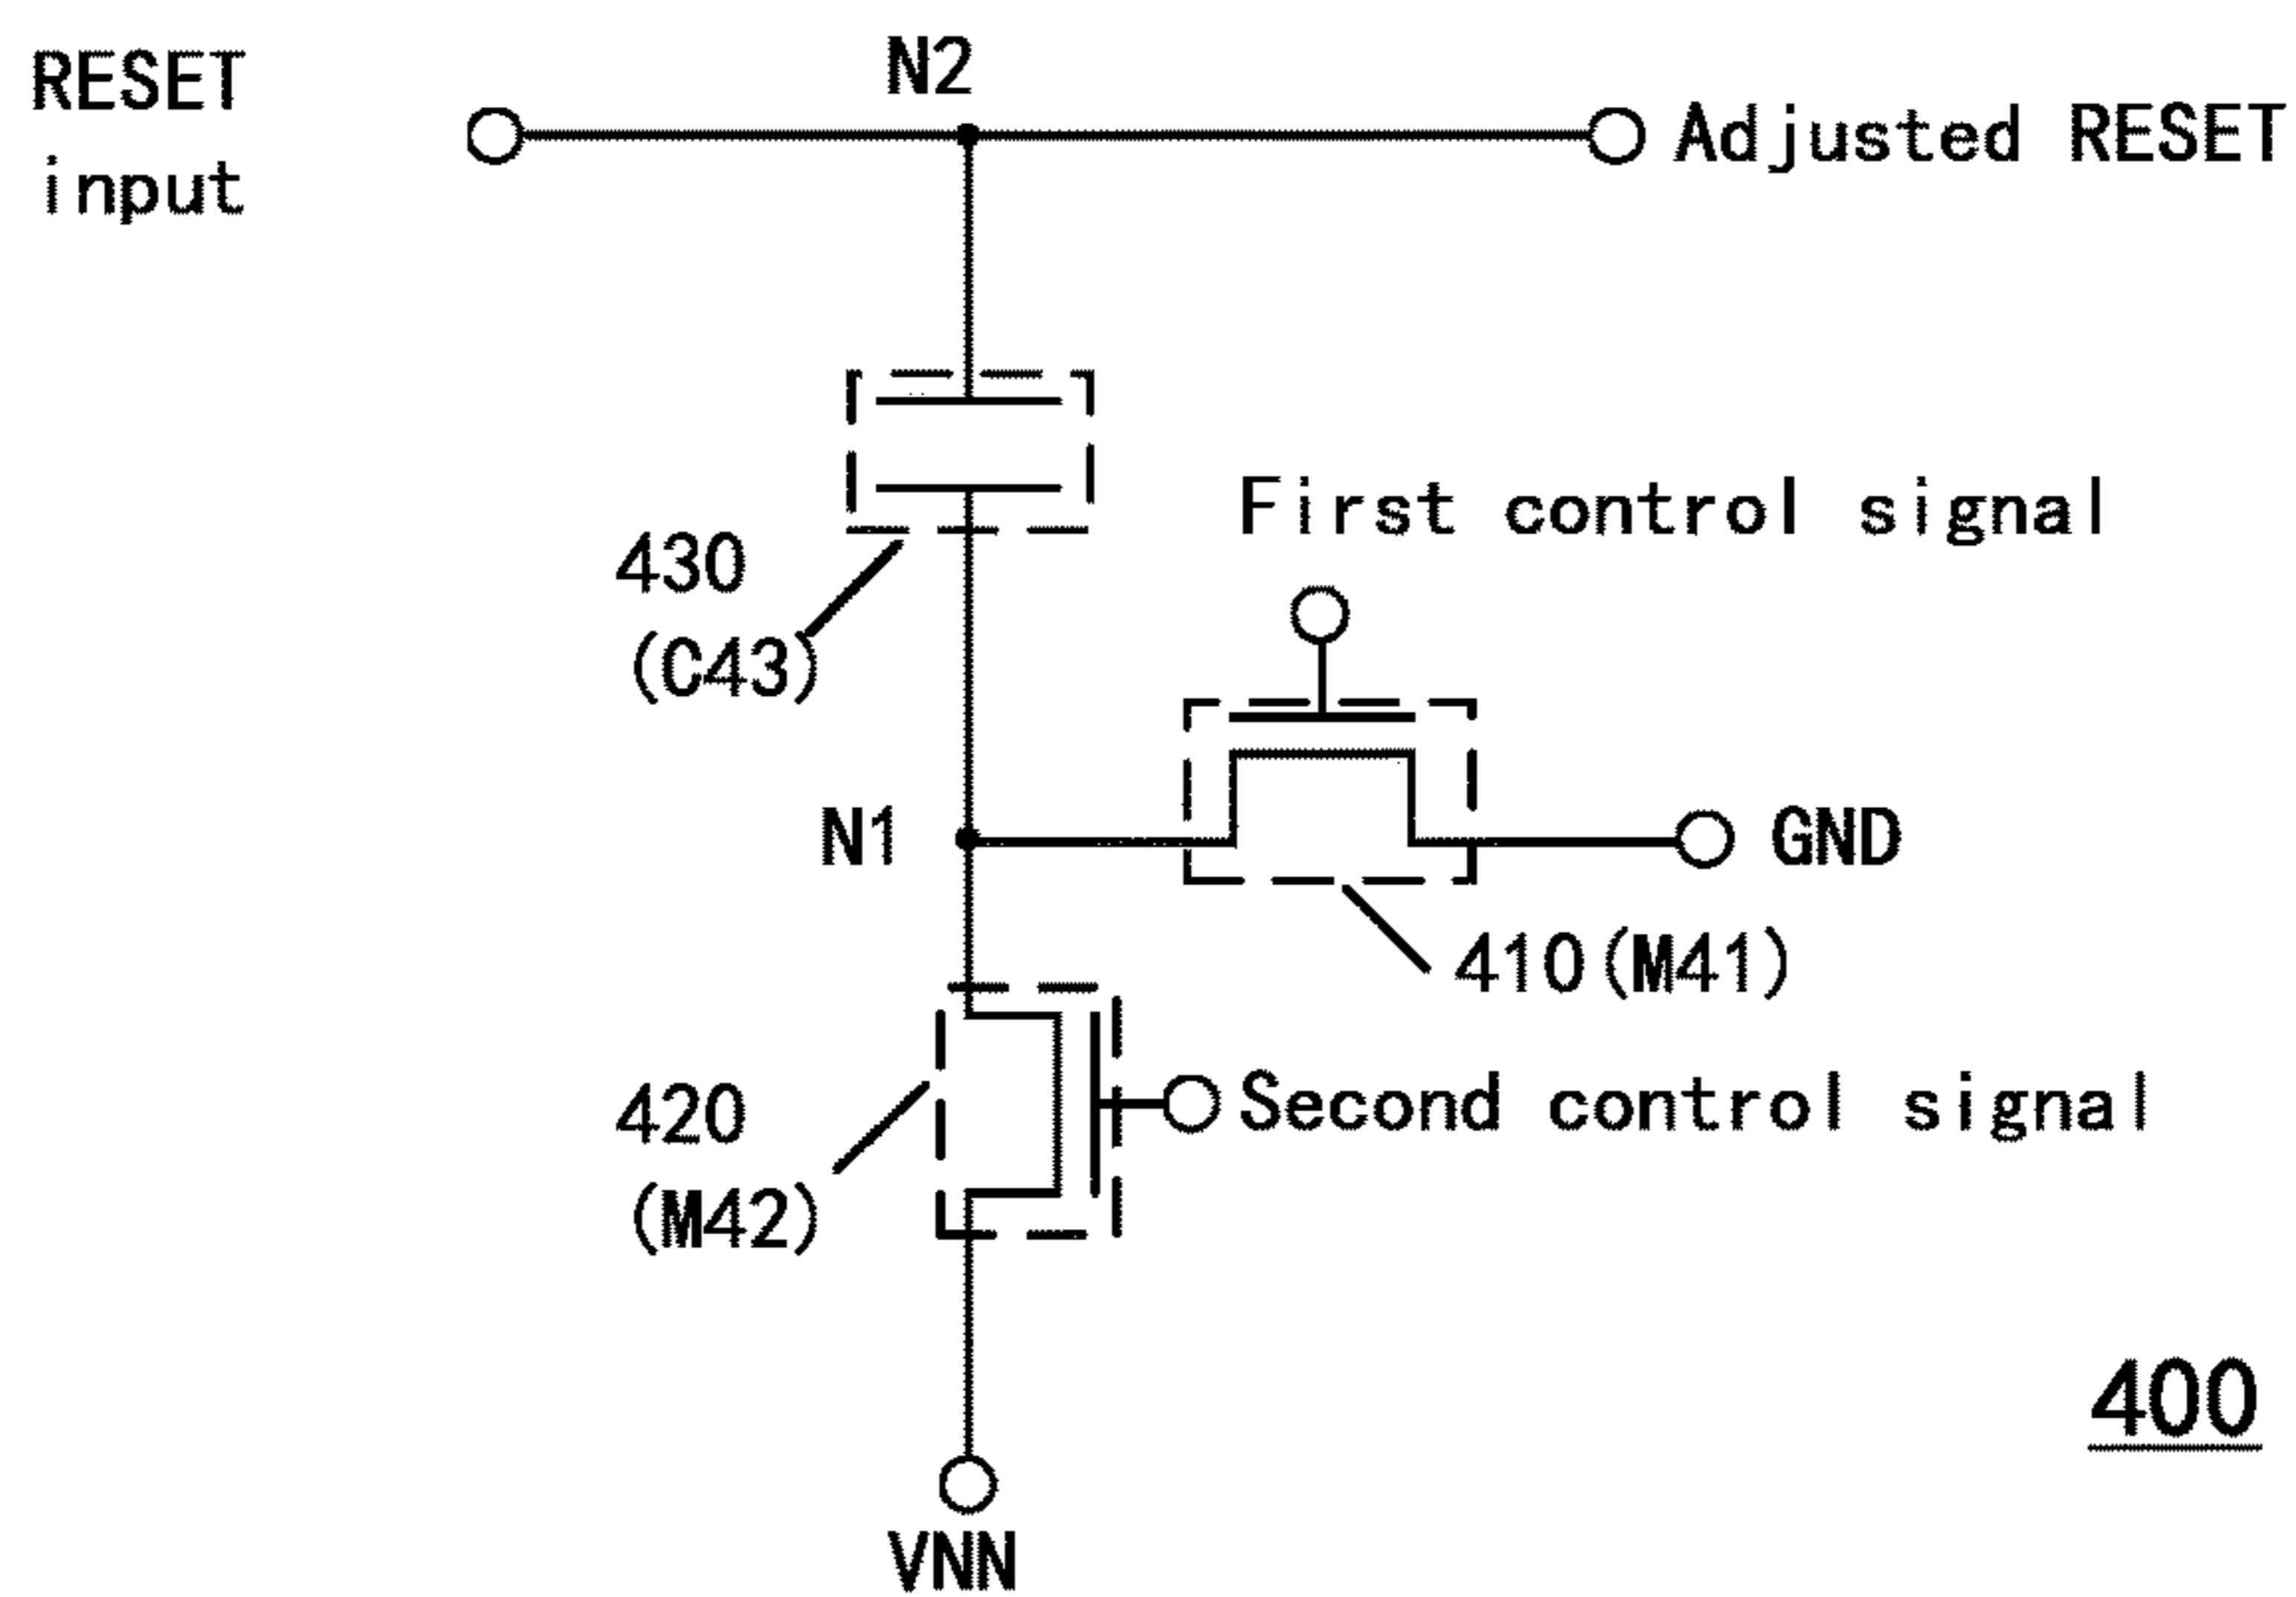 RESET
input
N2
Adjusted RESET
First control signal
430
(C43)
N1
GND
410(M41)
420
(M42)
Second control signal
400
VNN